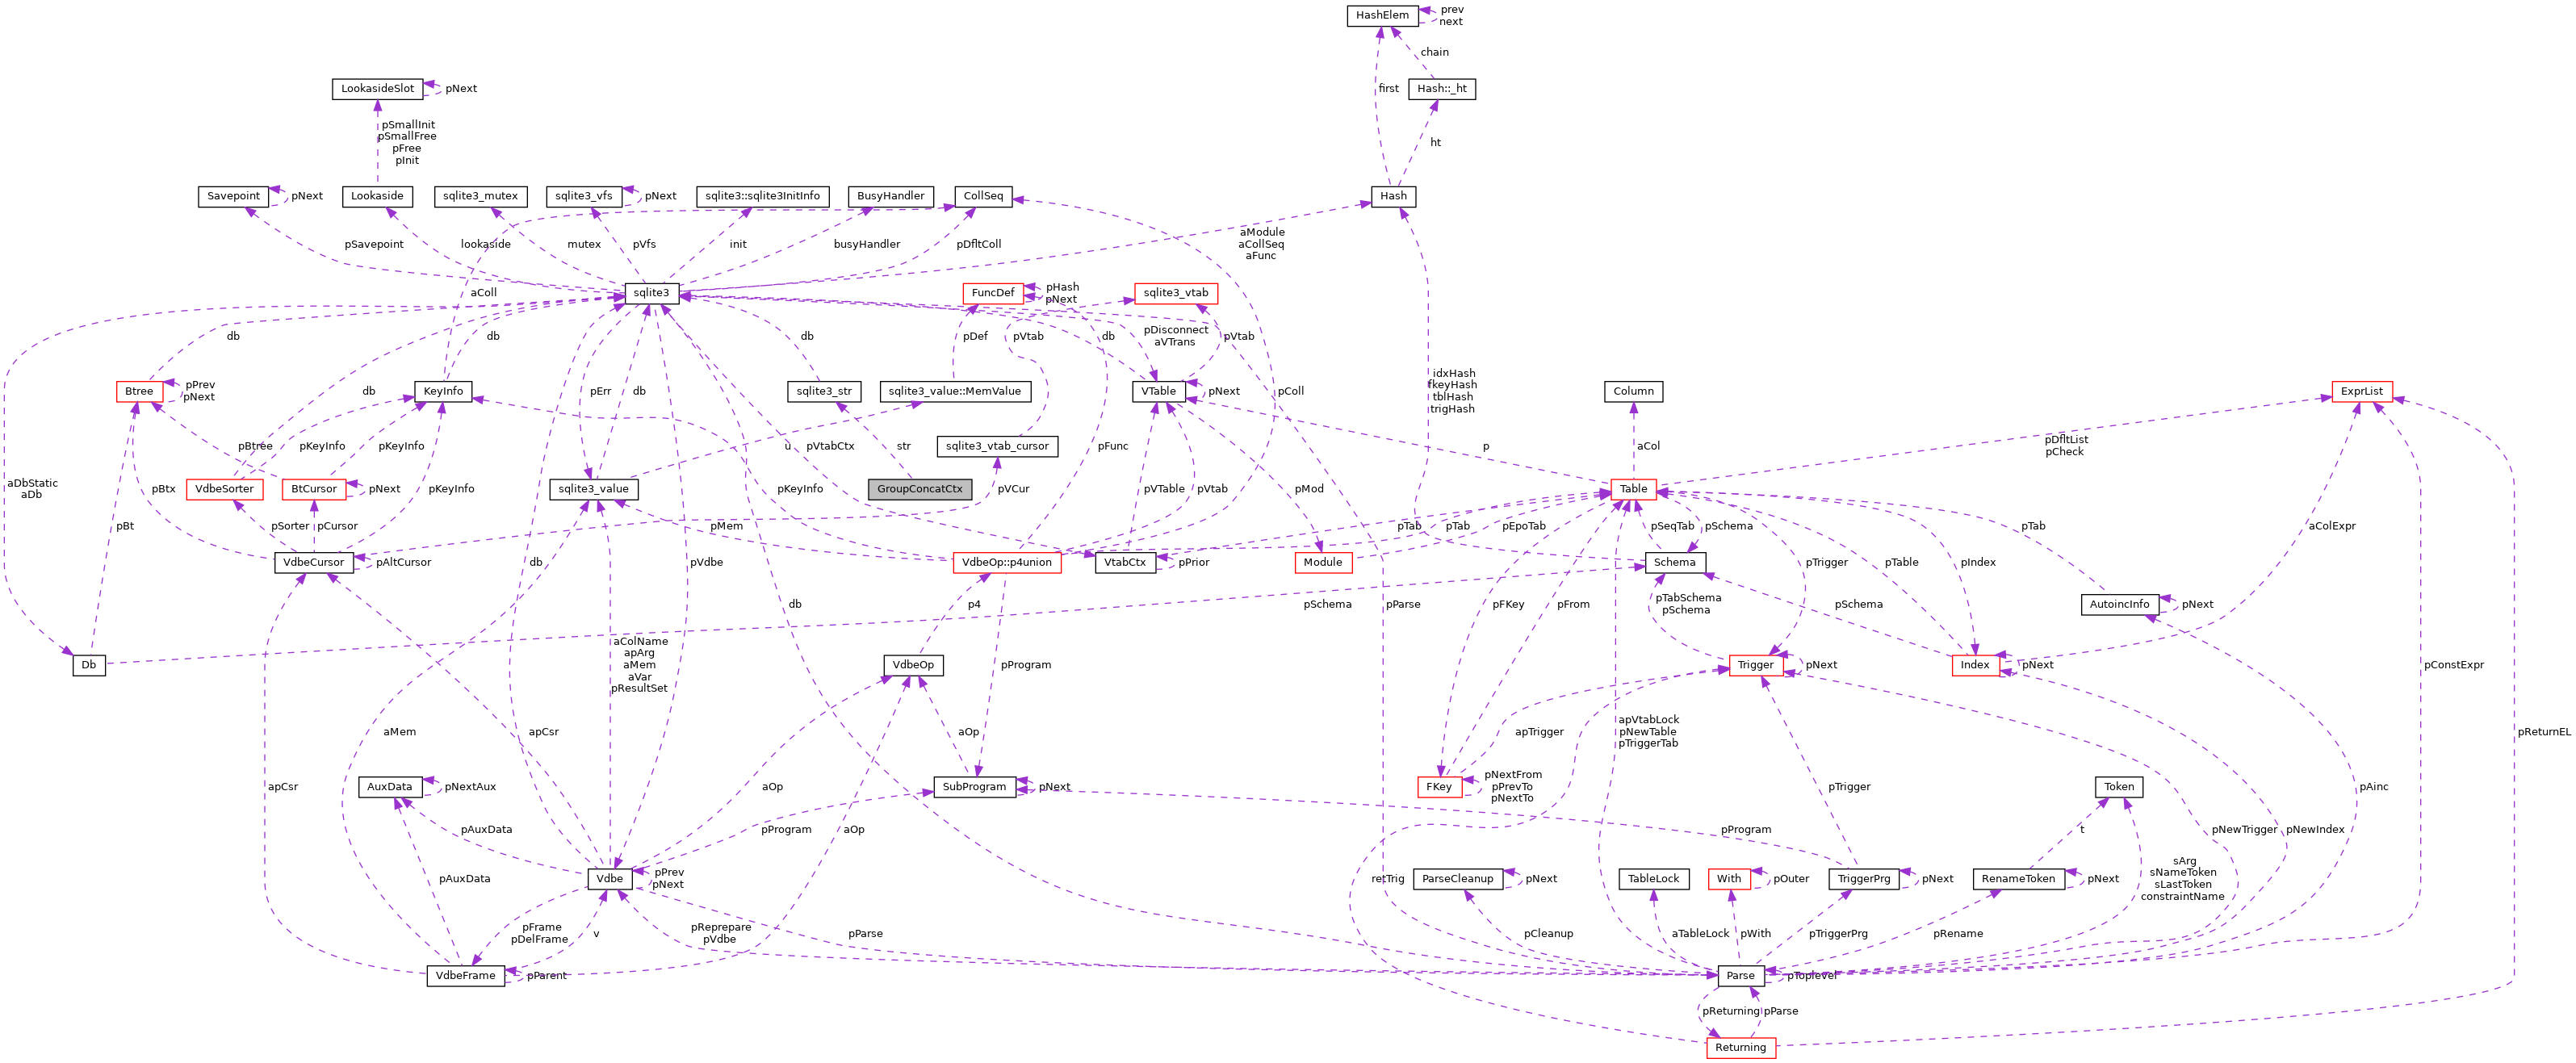 HashElem
prev
next
chain
LookasideSlot
pNext
Hash::_ht
first
pSmallInit
pSmallFree
pFree
pInit
ht
Savepoint
pNext
Lookaside
sqlite3_mutex
sqlite3_vfs
pNext
sqlite3::sqlite3InitInfo
BusyHandler
CollSeq
Hash
pSavepoint
lookaside
mutex
pVfs
init
busyHandler
pDfltColl
aModule
aCollSeq
aFunc
aColl
sqlite3
FuncDef
pHash
pNext
sqlite3_vtab
db
db
db
pDef
pVtab
db
pDisconnect
aVTrans
pVtab
Btree
pPrev
pNext
db
KeyInfo
pErr
db
sqlite3_str
sqlite3_value::MemValue
VTable
pNext
pColl
idxHash
fkeyHash
tblHash
trigHash
Column
ExprList
pBtree
pKeyInfo
pKeyInfo
u
pVtabCtx
str
sqlite3_vtab_cursor
pFunc
p
aCol
pDfltList
pCheck
aDbStatic
aDb
pBtx
VdbeSorter
BtCursor
pNext
pKeyInfo
sqlite3_value
pKeyInfo
GroupConcatCtx
pVCur
pVTable
pVtab
pMod
Table
pBt
pSorter
pCursor
pMem
pTab
pTab
pEpoTab
pSeqTab
pSchema
aColExpr
pTab
VdbeCursor
pAltCursor
db
pVdbe
VdbeOp::p4union
VtabCtx
pPrior
Module
Schema
pTrigger
pTable
pIndex
db
p4
pSchema
pParse
pFKey
pFrom
pTabSchema
pSchema
pSchema
AutoincInfo
pNext
Db
aColName
apArg
aMem
aVar
pResultSet
VdbeOp
pProgram
Trigger
pNext
Index
pNext
pConstExpr
aMem
apCsr
aOp
apTrigger
apVtabLock
pNewTable
pTriggerTab
pReturnEL
apCsr
AuxData
pNextAux
aOp
SubProgram
pNext
FKey
pNextFrom
pPrevTo
pNextTo
pTrigger
Token
pAinc
pAuxData
pProgram
aOp
pProgram
t
pNewTrigger
pNewIndex
pAuxData
Vdbe
pPrev
pNext
retTrig
ParseCleanup
pNext
TableLock
With
pOuter
TriggerPrg
pNext
RenameToken
pNext
sArg
sNameToken
sLastToken
constraintName
pFrame
pDelFrame
v
pReprepare
pVdbe
pParse
pCleanup
aTableLock
pWith
pTriggerPrg
pRename
VdbeFrame
pParent
Parse
pToplevel
pReturning
pParse
Returning